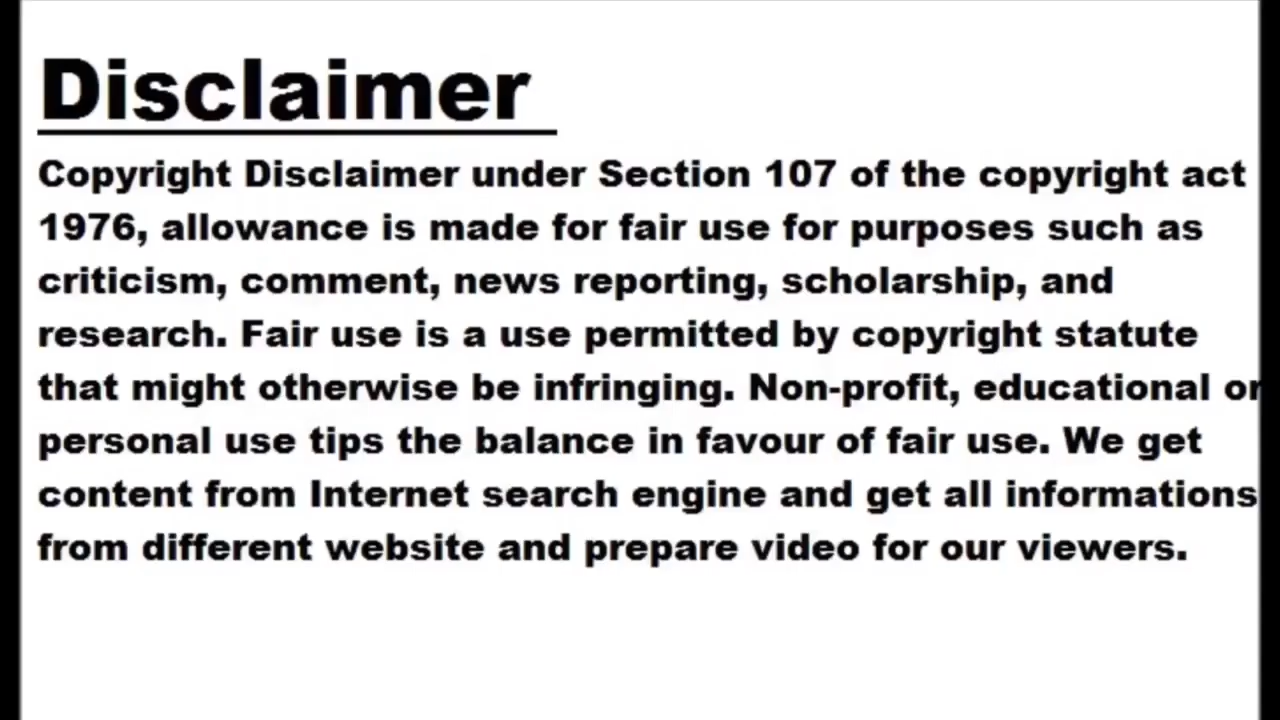 Disclaimer
Copyright Disclaimer under Section 107 of the copyright act
1976, allowance is made for fair use for purposes such as
criticism, comment, news reporting, scholarship, and
research. Fair use is a use permitted by copyright statute
that might otherwise be infringing. Non-profit, educational or
personal use tips the balance in favour of fair use. We get
content from Internet search engine and get all informations
from different website and prepare video for our viewers.